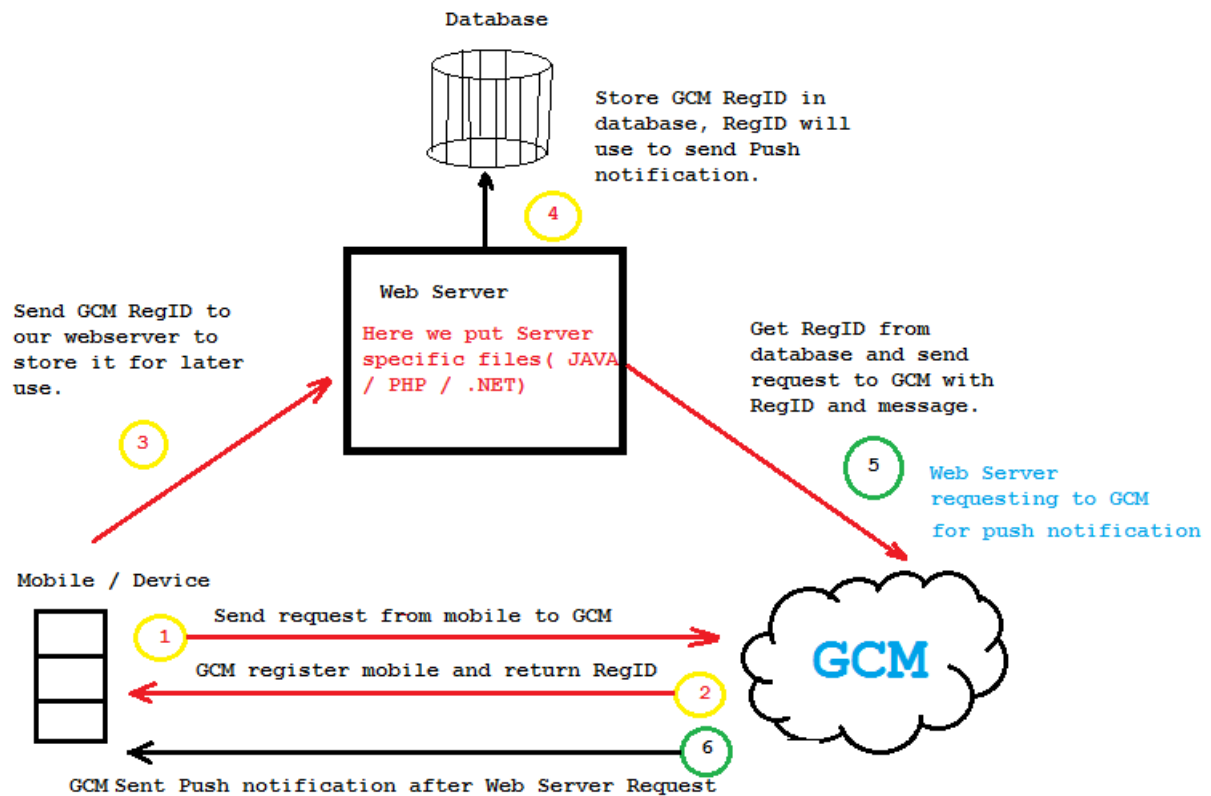 Database
Store GCM RegID in
database, RegID will
use to send Push
notification.
4
Web Server
Here we put Server
specific files( JAVA
/ PHP / .NET)
Send GCM RegID to
our webserver to
store it for later
use.
3
Get RegID from
database and send
request to GCM with
RegID and message.
5
Web Server
requesting to GCM
for push notification
Mobile / Device
1
Send request from mobile to GCM
GCM register mobile and return RegID
2
GCM
6
GCM Sent Push notification after Web Server Request